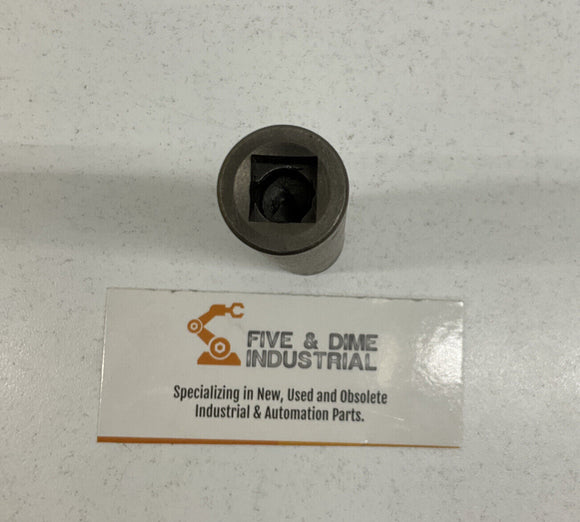 FIVE & DIME
INDUSTRIAL
Specializing in New, Used and Obsolete
Industrial & Automation Parts.